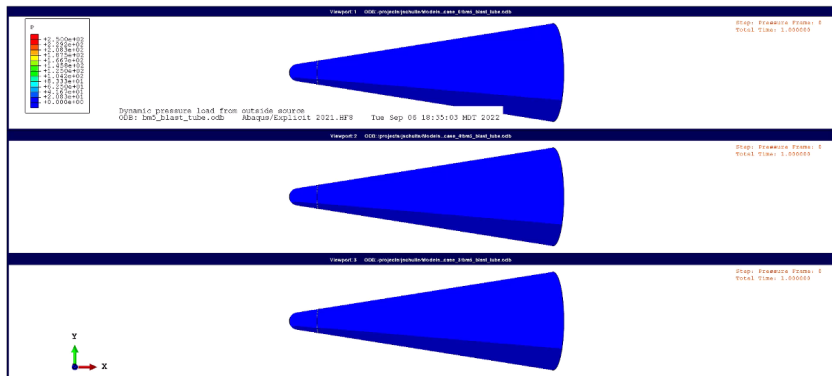 Viewport: 1 ODB: /projects/jschulte/Models...case_6/bm5_blast_tube.odb
P
+2.500e+02
+2.292e+02
+2.083e+02
+1.875e+02
+1.667e+02
+1.458e+02
+1.250e+02
+1.042e+02
+8.333e+01
+6.250e+01
+4.167e+01
+2.083e+01
+0.000e+00
Step: Pressure Frame: 0
Total Time: 1.000000
Dynamic pressure load from outside source
ODB: bm5_blast_tube.odb Abaqus/Explicit 2021.HF8 Tue Sep 06 18:35:03 MDT 2022
Viewport: 2
Step: Pressure Frame: 0
Total Time: 1.000000
Viewport: 3
Step: Pressure Frame: 0
Total Time: 1.000000
Y
X